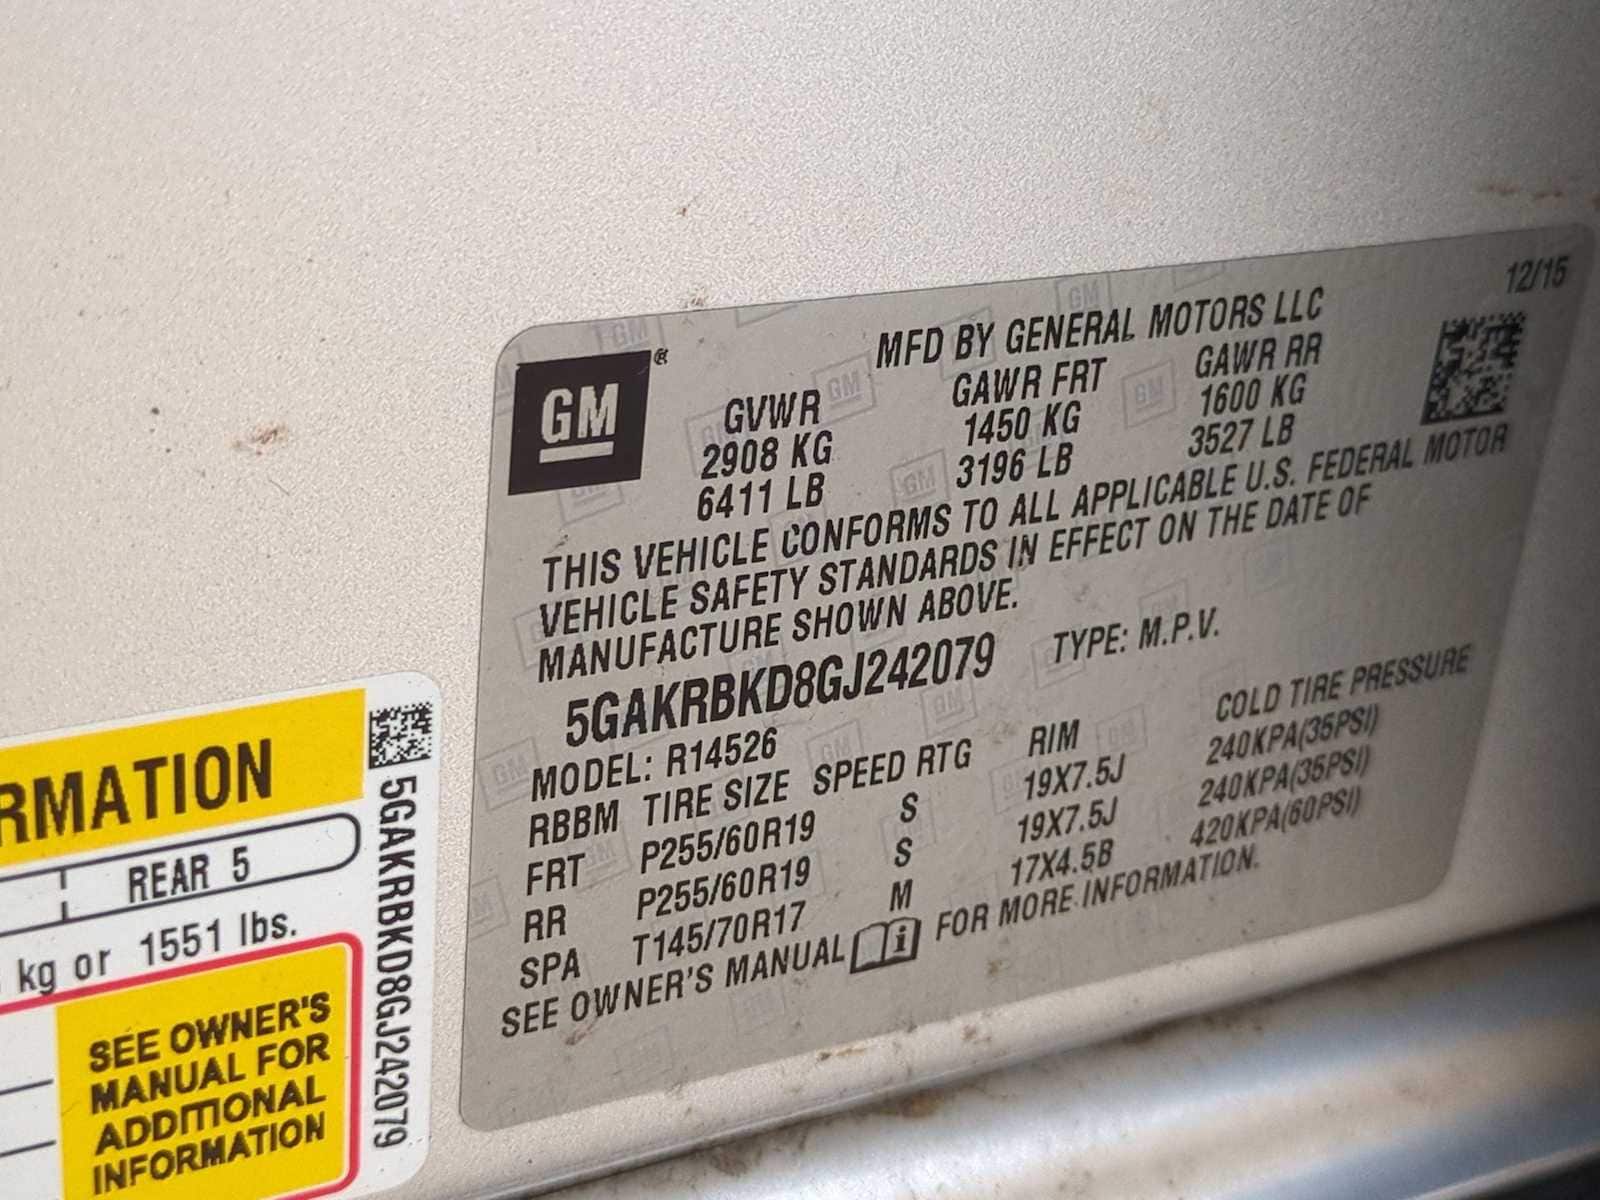 12/15
MFD BY GENERAL MOTORS LLC
GM®
GVWR GAWR FRT GAWR RR
2908 KG 1450 KG 1600 KG
6411 LB 3196 LB 3527 LB
THIS VEHICLE CONFORMS TO ALL APPLICABLE U.S. FEDERAL MOTOR
VEHICLE SAFETY STANDARDS IN EFFECT ON THE DATE OF
MANUFACTURE SHOWN ABOVE.
5GAKRBKD8GJ242079 TYPE: M.P.V.
MODEL: R14526
RBBM TIRE SIZE SPEED RTG RIM COLD TIRE PRESSURE
FRT P255/60R19 S 19X7.5J 240KPA(35PSI)
RR P255/60R19 S 19X7.5J 240KPA(35PSI)
SPA T145/70R17 M 17X4.5B 420KPA(60PSI)
SEE OWNER'S MANUAL i FOR MORE INFORMATION.
RMATION
REAR 5
kg or 1551 lbs.
SEE OWNER'S
MANUAL FOR
ADDITIONAL
INFORMATION
5GAKRBKD8GJ242079